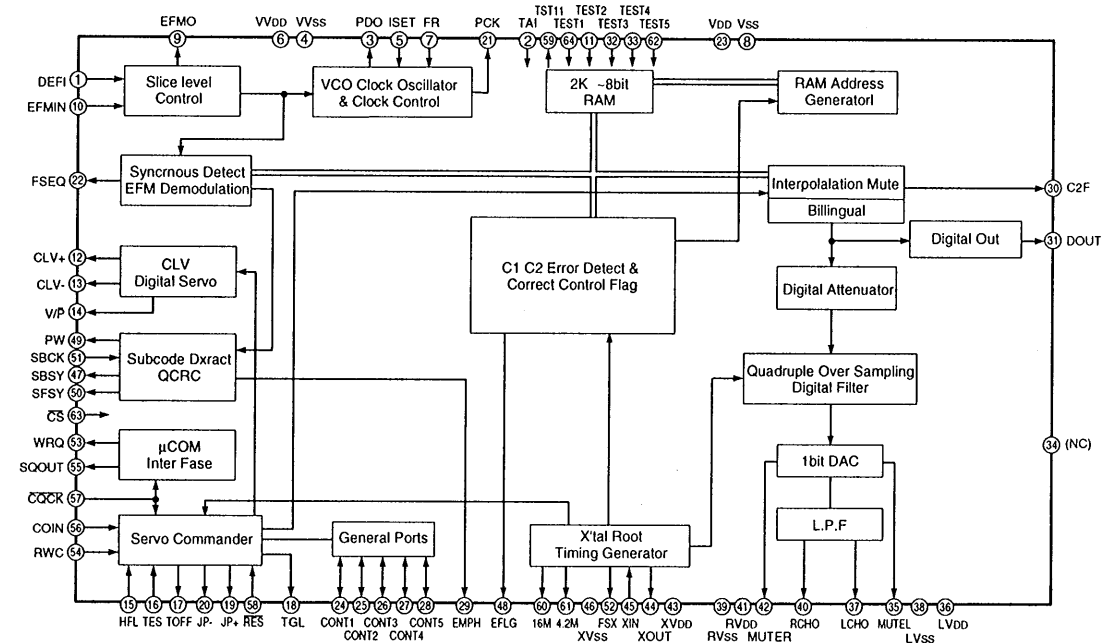 EFMO VVDD VVSS PDO ISET FR PCK TAI TST11 TEST1 TEST2 TEST3 TEST4 TEST5 VDD VSS
9 6 4 3 5 7 21 2 59 64 11 32 33 62 23 8
DEFI 1
EFMIN 10
Slice level
Control
VCO Clock Oscillator
& Clock Control
2K ~8bit
RAM
RAM Address
Generatorl
FSEQ 22
Syncrnous Detect
EFM Demodulation
Interpolalation Mute
Billingual
30 C2F
Digital Out
31 DOUT
CLV+ 12
CLV- 13
V/P 14
CLV
Digital Servo
C1 C2 Error Detect &
Correct Control Flag
Digital Attenuator
PW 49
SBCK 51
SBSY 47
SFSY 50
Subcode Dxract
QCRC
Quadruple Over Sampling
Digital Filter
CS 63
WRQ 53
SQOUT 55
μCOM
Inter Fase
34 (NC)
1bit DAC
CQCK 57
COIN 56
RWC 54
Servo Commander
General Ports
X'tal Root
Timing Generator
L.P.F
15 16 17 20 19 58 18 24 25 26 27 28 29 48 60 61 46 52 45 44 43 39 41 42 40 37 35 38 36
HFL TES TOFF JP- JP+ RES TGL CONT1 CONT2 CONT3 CONT4 CONT5 EMPH EFLG 16M 4.2M XVSS FSX XIN XOUT XVDD RVSS RVDD MUTER RCHO LCHO MUTEL LVSS LVDD